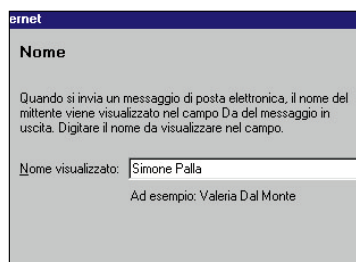 ernet
Nome
Quando si invia un messaggio di posta elettronica, il nome del
mittente viene visualizzato nel campo Da del messaggio in
uscita. Digitare il nome da visualizzare nel campo.
Nome visualizzato: Simone Palla
Ad esempio: Valeria Dal Monte